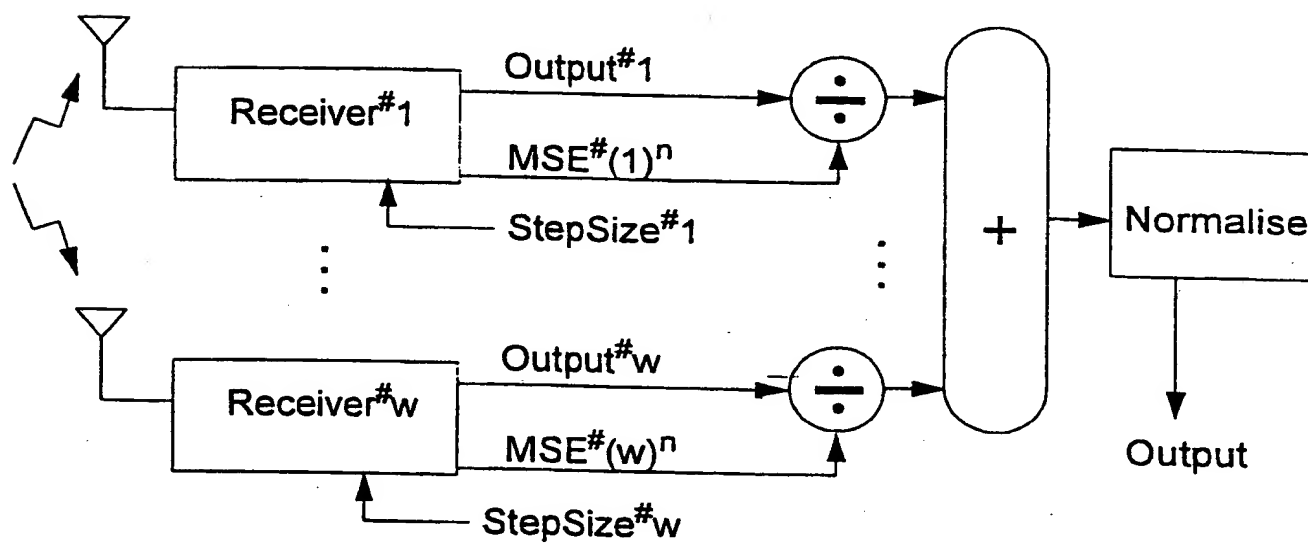 Output#1
Receiver#1
MSE#(1)ⁿ
StepSize#1
+
Normalise
Output#w
Receiver#w
MSE#(w)ⁿ
Output
StepSize#w